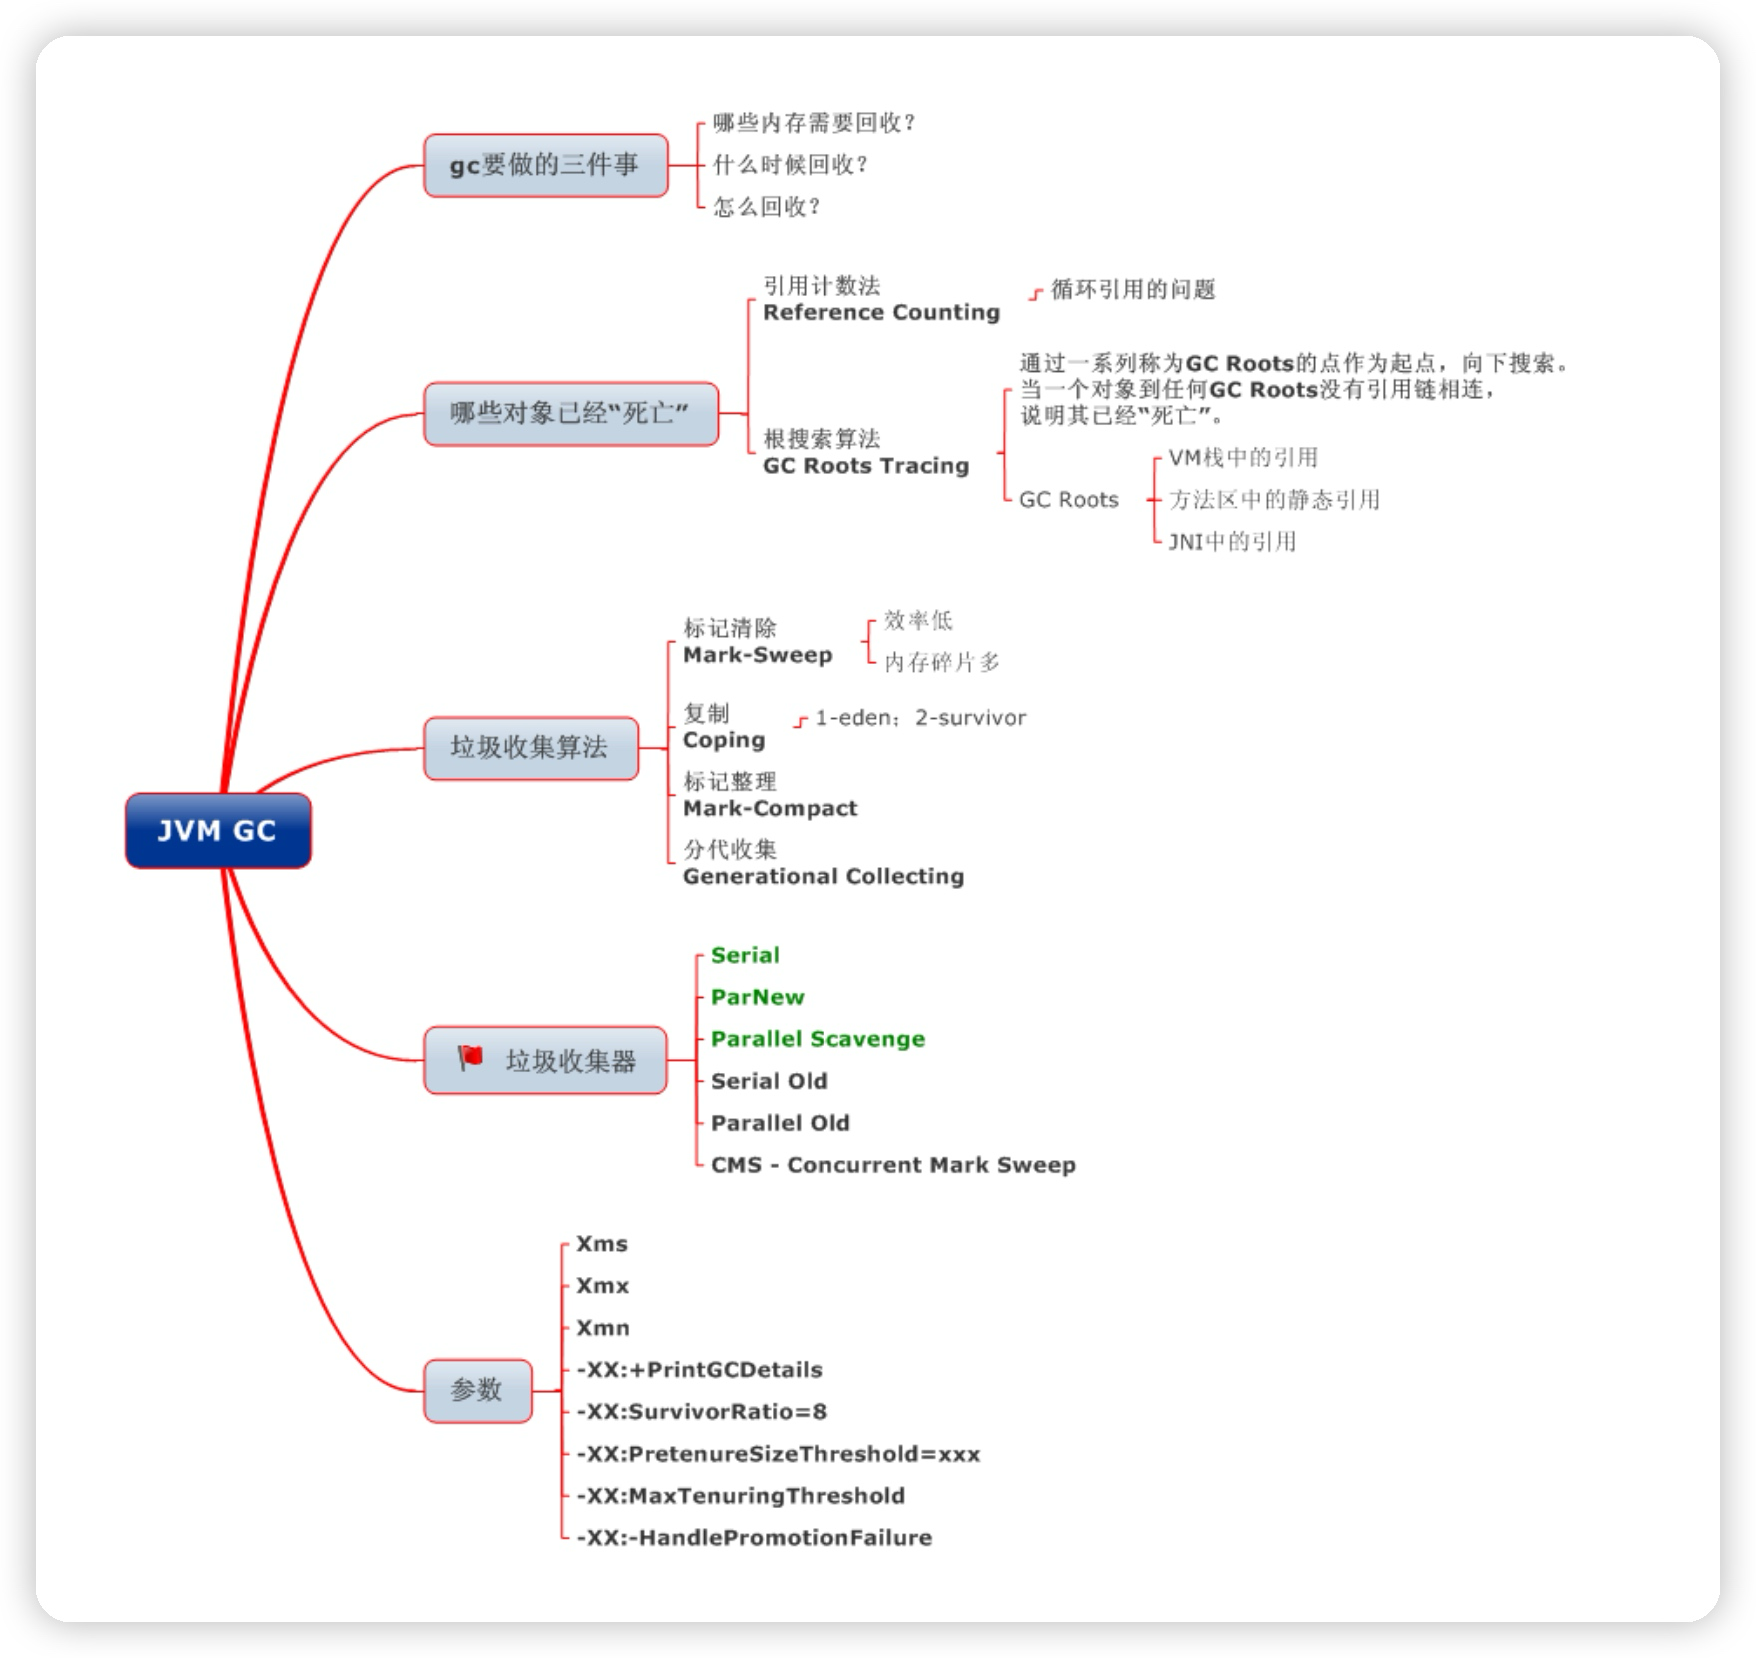 JVM GC
gc要做的三件事
哪些内存需要回收?
什么时候回收?
怎么回收?
哪些对象已经“死亡”
引用计数法
Reference Counting
循环引用的问题
根搜索算法
GC Roots Tracing
通过一系列称为GC Roots的点作为起点，向下搜索。
当一个对象到任何GC Roots没有引用链相连，
说明其已经“死亡”。
GC Roots
VM栈中的引用
方法区中的静态引用
JNI中的引用
垃圾收集算法
标记清除
Mark-Sweep
效率低
内存碎片多
复制
Coping
1-eden；2-survivor
标记整理
Mark-Compact
分代收集
Generational Collecting
垃圾收集器
Serial
ParNew
Parallel Scavenge
Serial Old
Parallel Old
CMS - Concurrent Mark Sweep
参数
Xms
Xmx
Xmn
-XX:+PrintGCDetails
-XX:SurvivorRatio=8
-XX:PretenureSizeThreshold=xxx
-XX:MaxTenuringThreshold
-XX:-HandlePromotionFailure